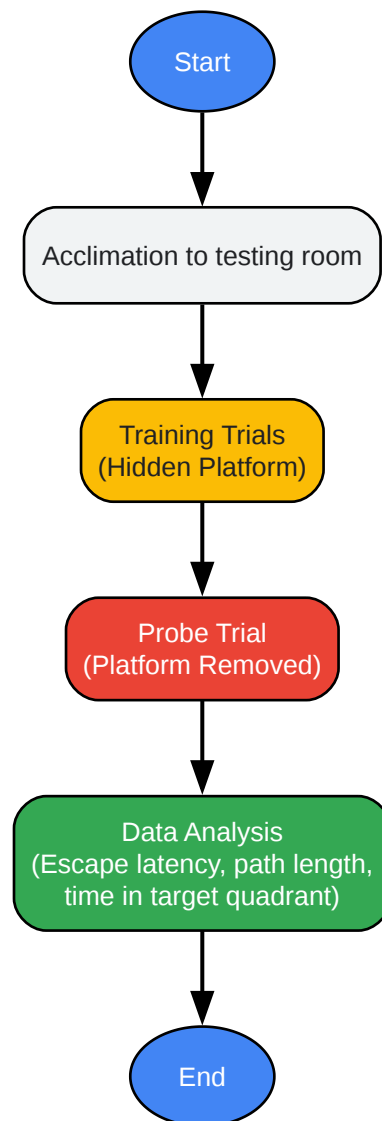 Start
Acclimation to testing room
Training Trials
(Hidden Platform)
Probe Trial
(Platform Removed)
Data Analysis
(Escape latency, path length,
time in target quadrant)
End